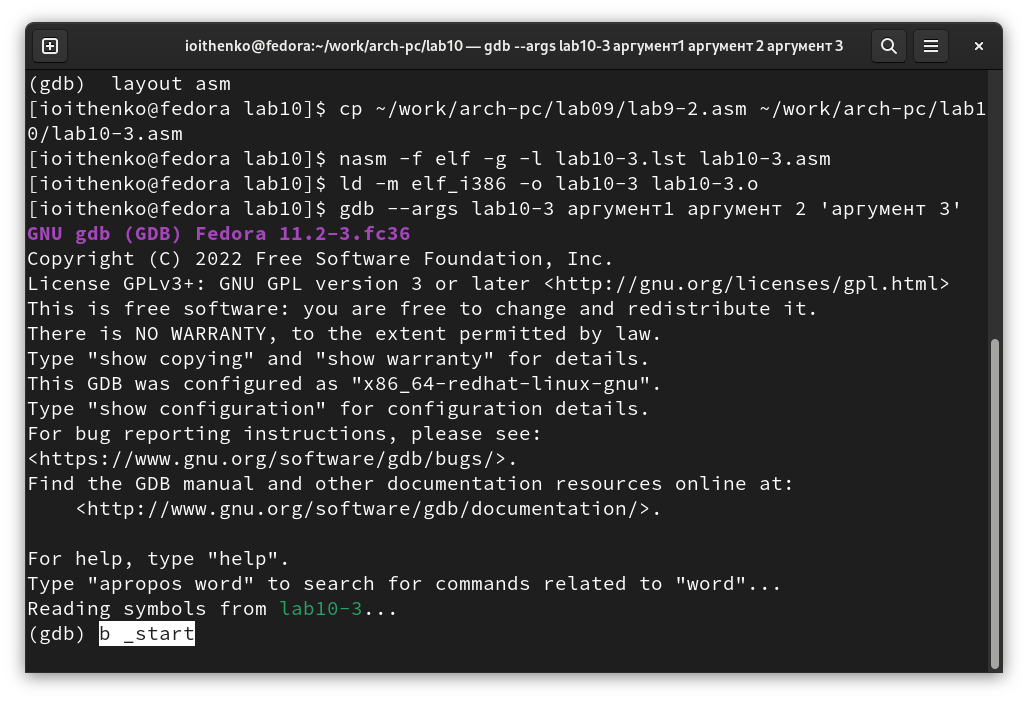 ioithenko@fedora:~/work/arch-pc/lab10 — gdb --args lab10-3 аргумент1 аргумент 2 аргумент 3
(gdb)  layout asm
[ioithenko@fedora lab10]$ cp ~/work/arch-pc/lab09/lab9-2.asm ~/work/arch-pc/lab1
0/lab10-3.asm
[ioithenko@fedora lab10]$ nasm -f elf -g -l lab10-3.lst lab10-3.asm
[ioithenko@fedora lab10]$ ld -m elf_i386 -o lab10-3 lab10-3.o
[ioithenko@fedora lab10]$ gdb --args lab10-3 аргумент1 аргумент 2 'аргумент 3'
GNU gdb (GDB) Fedora 11.2-3.fc36
Copyright (C) 2022 Free Software Foundation, Inc.
License GPLv3+: GNU GPL version 3 or later <http://gnu.org/licenses/gpl.html>
This is free software: you are free to change and redistribute it.
There is NO WARRANTY, to the extent permitted by law.
Type "show copying" and "show warranty" for details.
This GDB was configured as "x86_64-redhat-linux-gnu".
Type "show configuration" for configuration details.
For bug reporting instructions, please see:
<https://www.gnu.org/software/gdb/bugs/>.
Find the GDB manual and other documentation resources online at:
    <http://www.gnu.org/software/gdb/documentation/>.
For help, type "help".
Type "apropos word" to search for commands related to "word"...
Reading symbols from lab10-3...
(gdb) b _start